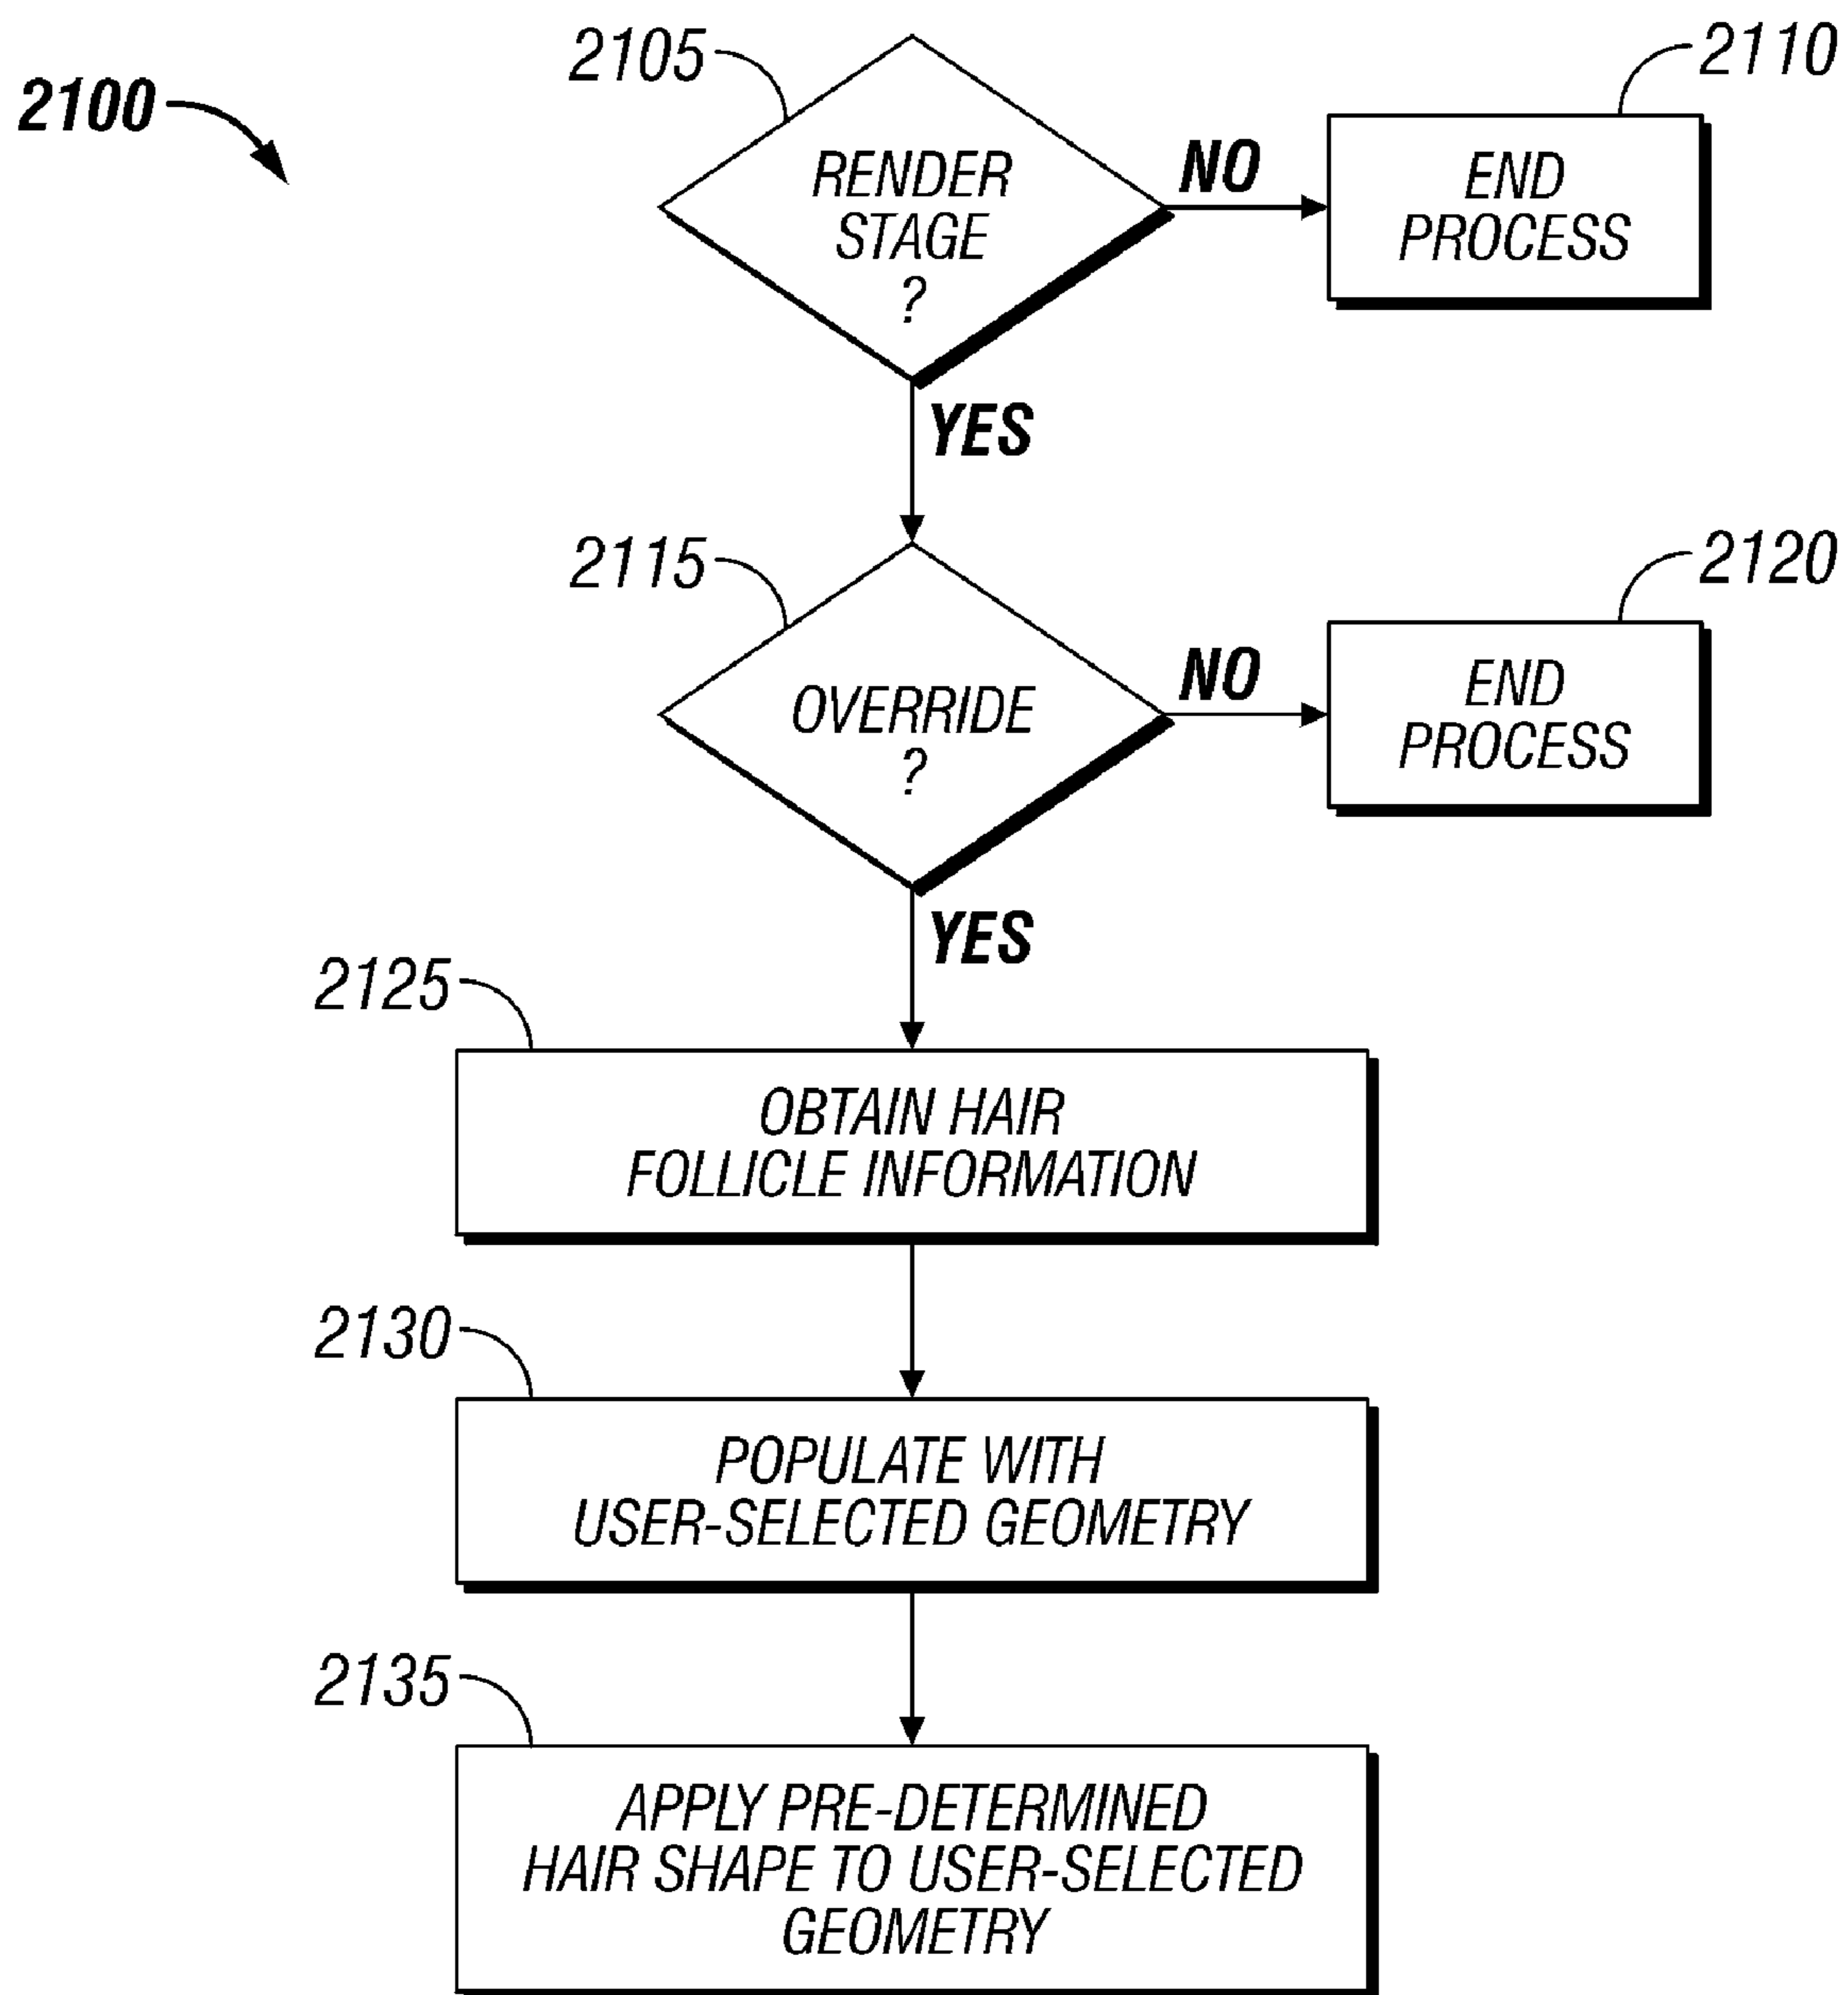 2100
2105
RENDER
STAGE
?
NO
2110
END
PROCESS
YES
2115
OVERRIDE
?
NO
2120
END
PROCESS
YES
2125
OBTAIN HAIR
FOLLICLE INFORMATION
2130
POPULATE WITH
USER-SELECTED GEOMETRY
2135
APPLY PRE-DETERMINED
HAIR SHAPE TO USER-SELECTED
GEOMETRY